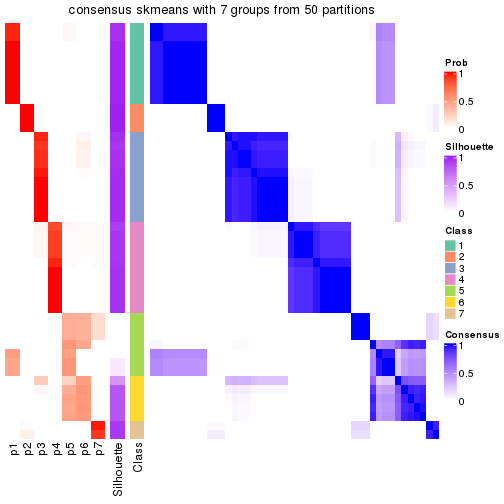 consensus skmeans with 7 groups from 50 partitions
Prob
1
0.5
0
Silhouette
1
0.5
0
Class
1
2
3
4
5
6
7
Consensus
1
0.5
0
p1
p2
p3
p4
p5
p6
p7
Silhouette
Class